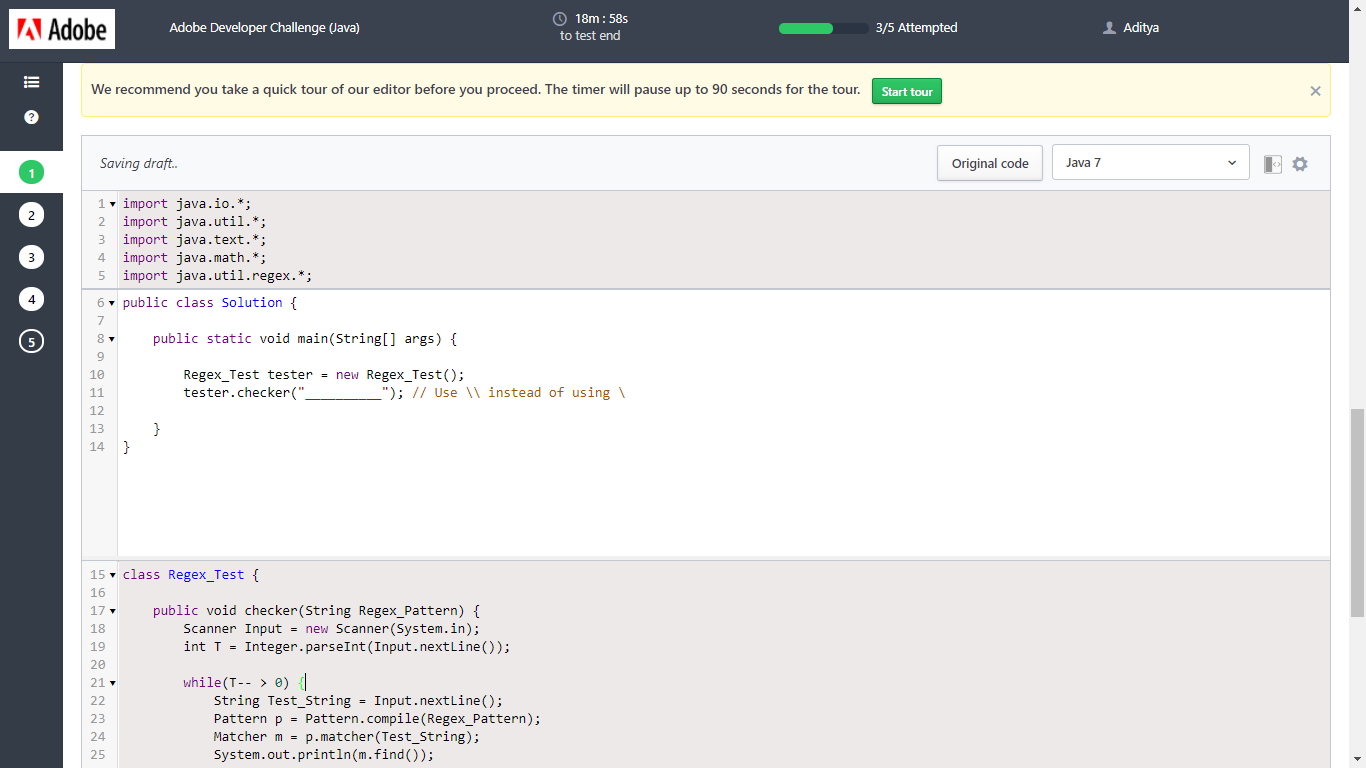 Adobe
Adobe Developer Challenge (Java)
18m : 58s
to test end
3/5 Attempted
Aditya
We recommend you take a quick tour of our editor before you proceed. The timer will pause up to 90 seconds for the tour.
Start tour
×
?
1
2
3
4
5
Saving draft..
Original code
Java 7
1 import java.io.*;
2 import java.util.*;
3 import java.text.*;
4 import java.math.*;
5 import java.util.regex.*;
6 public class Solution {
7
8     public static void main(String[] args) {
9
10         Regex_Test tester = new Regex_Test();
11         tester.checker("__________"); // Use \\ instead of using \
12
13     }
14 }
15 class Regex_Test {
16
17     public void checker(String Regex_Pattern) {
18         Scanner Input = new Scanner(System.in);
19         int T = Integer.parseInt(Input.nextLine());
20
21         while(T-- > 0) {
22             String Test_String = Input.nextLine();
23             Pattern p = Pattern.compile(Regex_Pattern);
24             Matcher m = p.matcher(Test_String);
25             System.out.println(m.find());